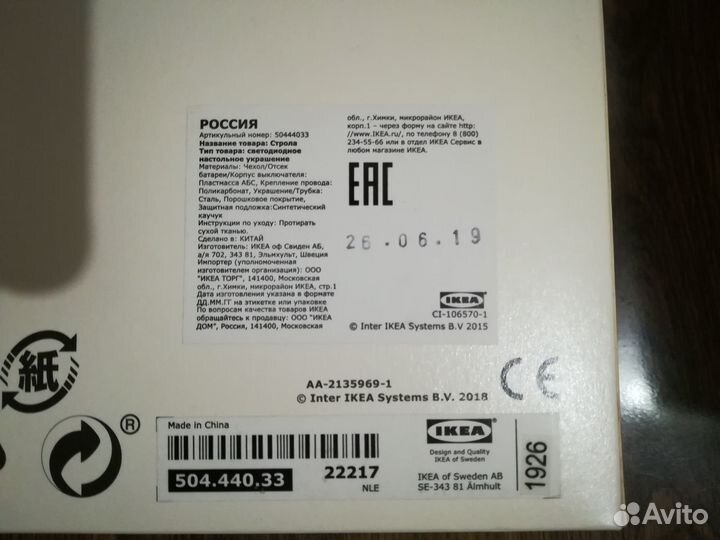 РОССИЯ
Артикульный номер: 50444033
Название товара: Строла
Тип товара: светодиодное
настольное украшение
Материалы: Чехол/Отсек
батареи/Корпус выключателя:
Пластмасса АБС, Крепление провода:
Поликарбонат, Украшение/Трубка:
Сталь, Порошковое покрытие,
Защитная подложка:Синтетический
каучук
Инструкции по уходу: Протирать
сухой тканью.
Сделано в: КИТАЙ
Изготовитель: ИКЕА оф Свиден АБ,
а/я 702, 343 81, Эльмхульт, Швеция
Импортер (уполномоченная
изготовителем организация): ООО
"ИКЕА ТОРГ", 141400, Московская
обл., г.Химки, микрорайон ИКЕА, стр.1
Дата изготовления указана в формате
ДД.ММ.ГГ на этикетке или упаковке
По вопросам качества товаров ИКЕА
обращайтесь к продавцу: ООО "ИКЕА
ДОМ", Россия, 141400, Московская
обл., г.Химки, микрорайон ИКЕА,
корп.1 – через форму на сайте http:
//www.IKEA.ru/, по телефону 8 (800)
234-55-66 или в отдел ИКЕА Сервис в
любом магазине ИКЕА.
EAC
26.06.19
IKEA
CI-106570-1
© Inter IKEA Systems B.V 2015
紙
AA-2135969-1
© Inter IKEA Systems B.V. 2018
CE
®
Made in China
504.440.33
22217
NLE
IKEA
Design and Quality
IKEA of Sweden
IKEA of Sweden AB
SE-343 81 Älmhult
1926
Avito